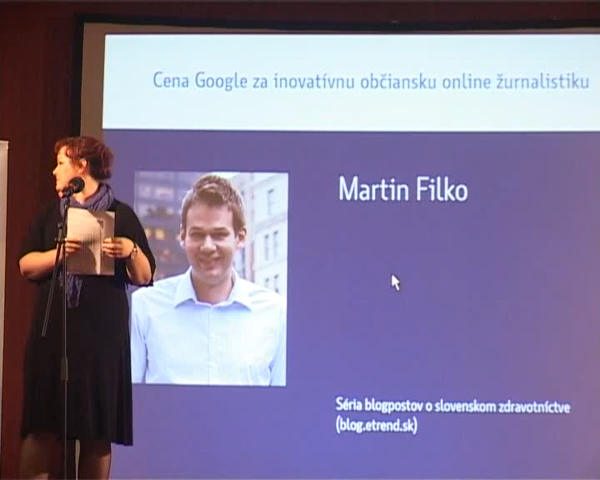 Cena Google za inovatívnu občiansku online žurnalistiku
Martin Filko
Séria blogpostov o slovenskom zdravotníctve
(blog.etrend.sk)